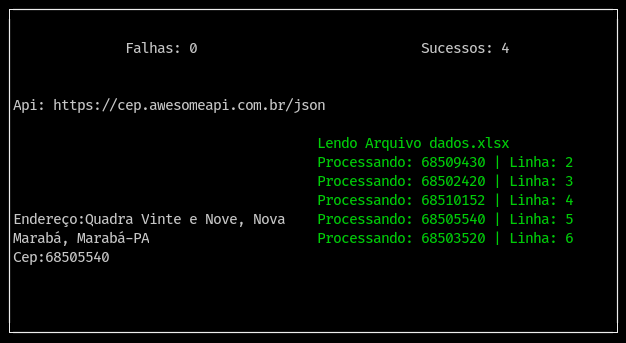 Falhas: 0 Sucessos: 4
Api: https://cep.awesomeapi.com.br/json
Lendo Arquivo dados.xlsx
Processando: 68509430 | Linha: 2
Processando: 68502420 | Linha: 3
Processando: 68510152 | Linha: 4
Processando: 68505540 | Linha: 5
Processando: 68503520 | Linha: 6
Endereço:Quadra Vinte e Nove, Nova
Marabá, Marabá-PA
Cep:68505540